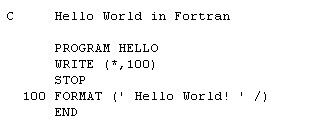 C     Hello World in Fortran
      PROGRAM HELLO
      WRITE (*,100)
      STOP
  100 FORMAT (' Hello World! ' /)
      END